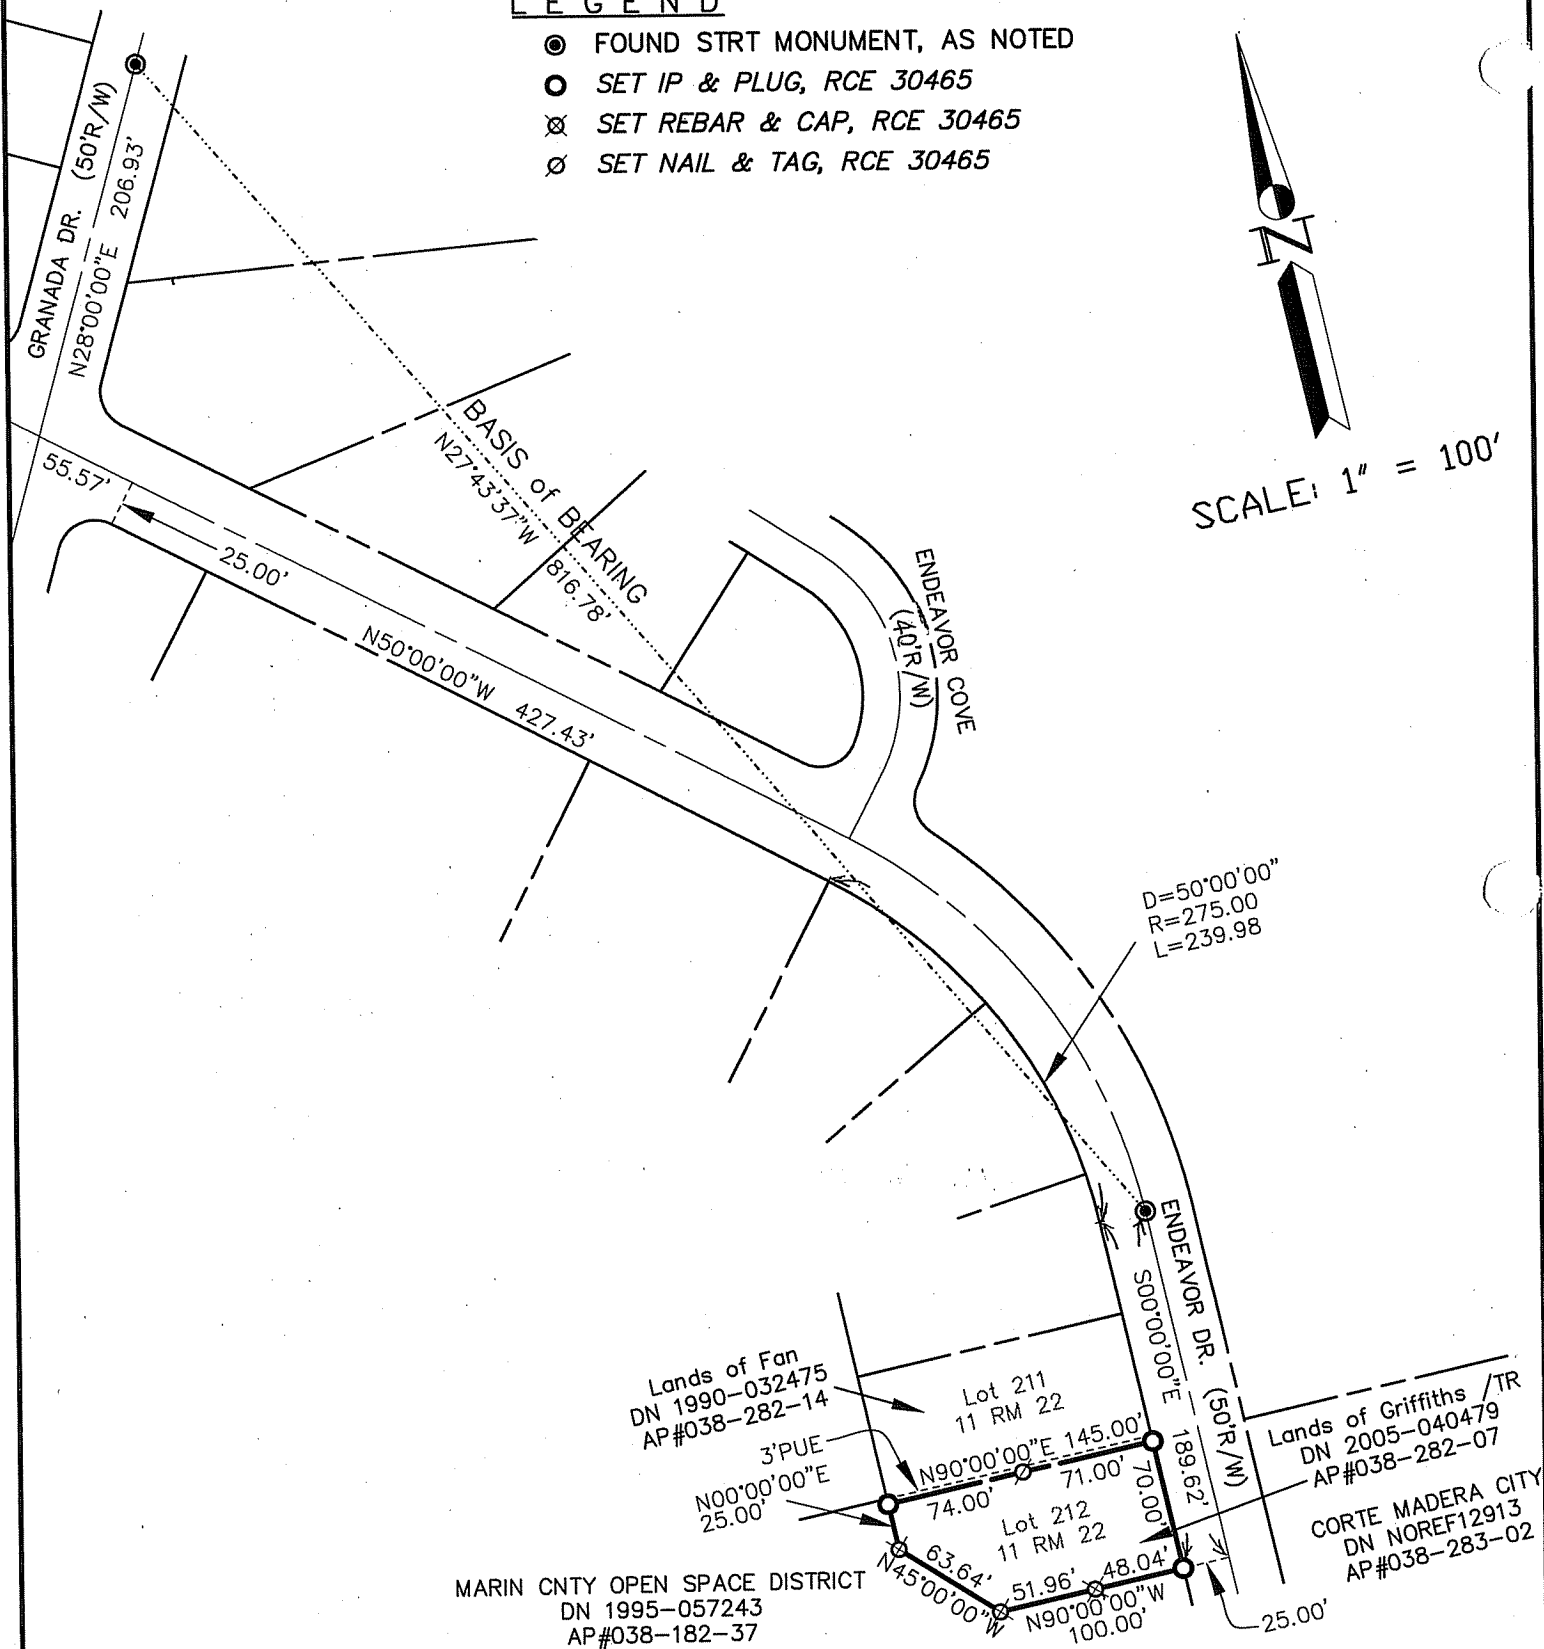 LEGEND
FOUND STRT MONUMENT, AS NOTED
SET IP & PLUG, RCE 30465
SET REBAR & CAP, RCE 30465
SET NAIL & TAG, RCE 30465
GRANADA DR. (50'R/W)
N28°00'00"E 206.93'
N
SCALE: 1" = 100'
BASIS of BEARING
N27°43'37"W 816.78'
55.57'
25.00'
N50°00'00"W 427.43'
ENDEAVOR COVE
(40'R/W)
D=50°00'00"
R=275.00
L=239.98
ENDEAVOR DR. (50'R/W)
S00°00'00"E 189.62'
Lands of Fan
DN 1990-032475
AP#038-282-14
Lot 211
11 RM 22
3'PUE
N90°00'00"E 145.00'
74.00'
71.00'
N00°00'00"E
25.00'
70.00'
Lot 212
11 RM 22
63.64'
N45°00'00"W
51.96'
48.04'
N90°00'00"W
100.00'
25.00'
Lands of Griffiths /TR
DN 2005-040479
AP#038-282-07
CORTE MADERA CITY
DN NOREF12913
AP#038-283-02
MARIN CNTY OPEN SPACE DISTRICT
DN 1995-057243
AP#038-182-37